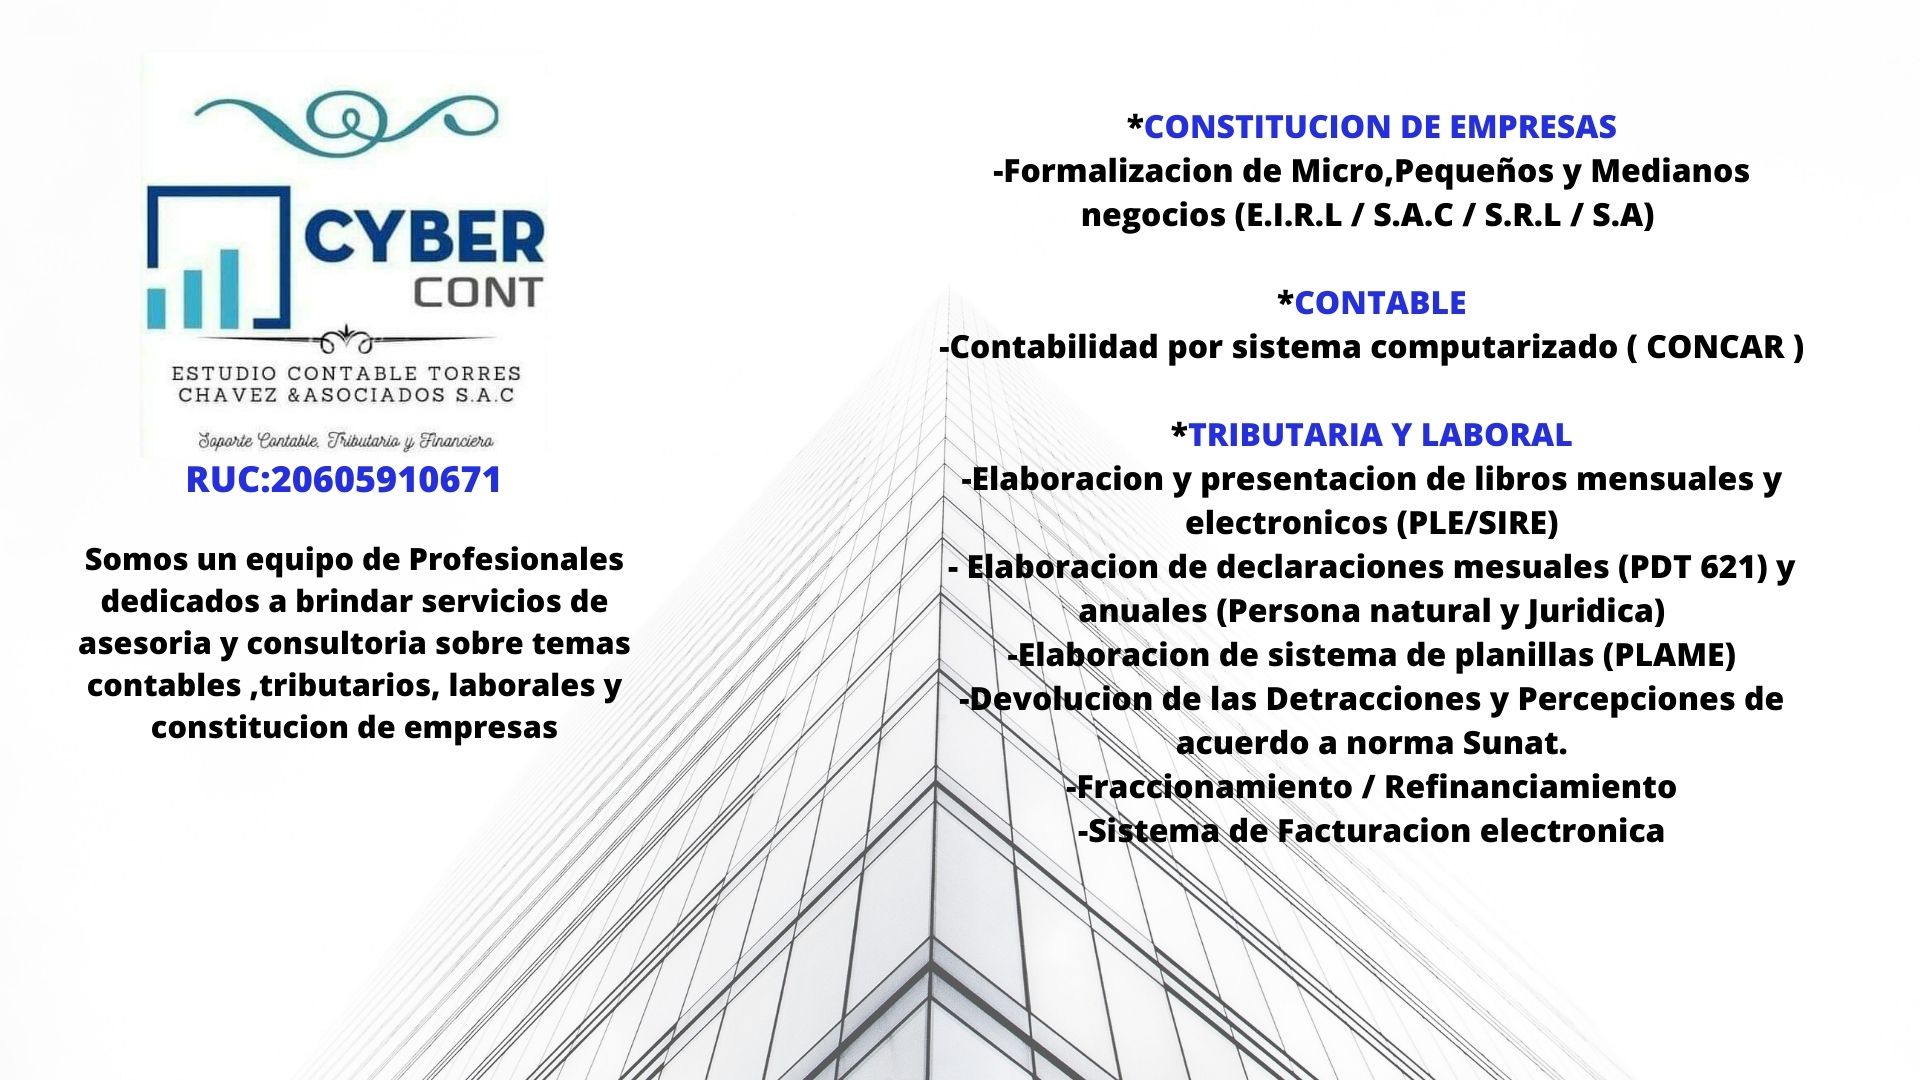 CYBER
CONT
ESTUDIO CONTABLE TORRES
CHAVEZ &ASOCIADOS S.A.C
Soporte Contable, Tributario y Financiero
RUC:20605910671
Somos un equipo de Profesionales
dedicados a brindar servicios de
asesoria y consultoria sobre temas
contables ,tributarios, laborales y
constitucion de empresas
*CONSTITUCION DE EMPRESAS
-Formalizacion de Micro,Pequeños y Medianos
negocios (E.I.R.L / S.A.C / S.R.L / S.A)
*CONTABLE
-Contabilidad por sistema computarizado ( CONCAR )
*TRIBUTARIA Y LABORAL
-Elaboracion y presentacion de libros mensuales y
electronicos (PLE/SIRE)
- Elaboracion de declaraciones mesuales (PDT 621) y
anuales (Persona natural y Juridica)
-Elaboracion de sistema de planillas (PLAME)
-Devolucion de las Detracciones y Percepciones de
acuerdo a norma Sunat.
-Fraccionamiento / Refinanciamiento
-Sistema de Facturacion electronica